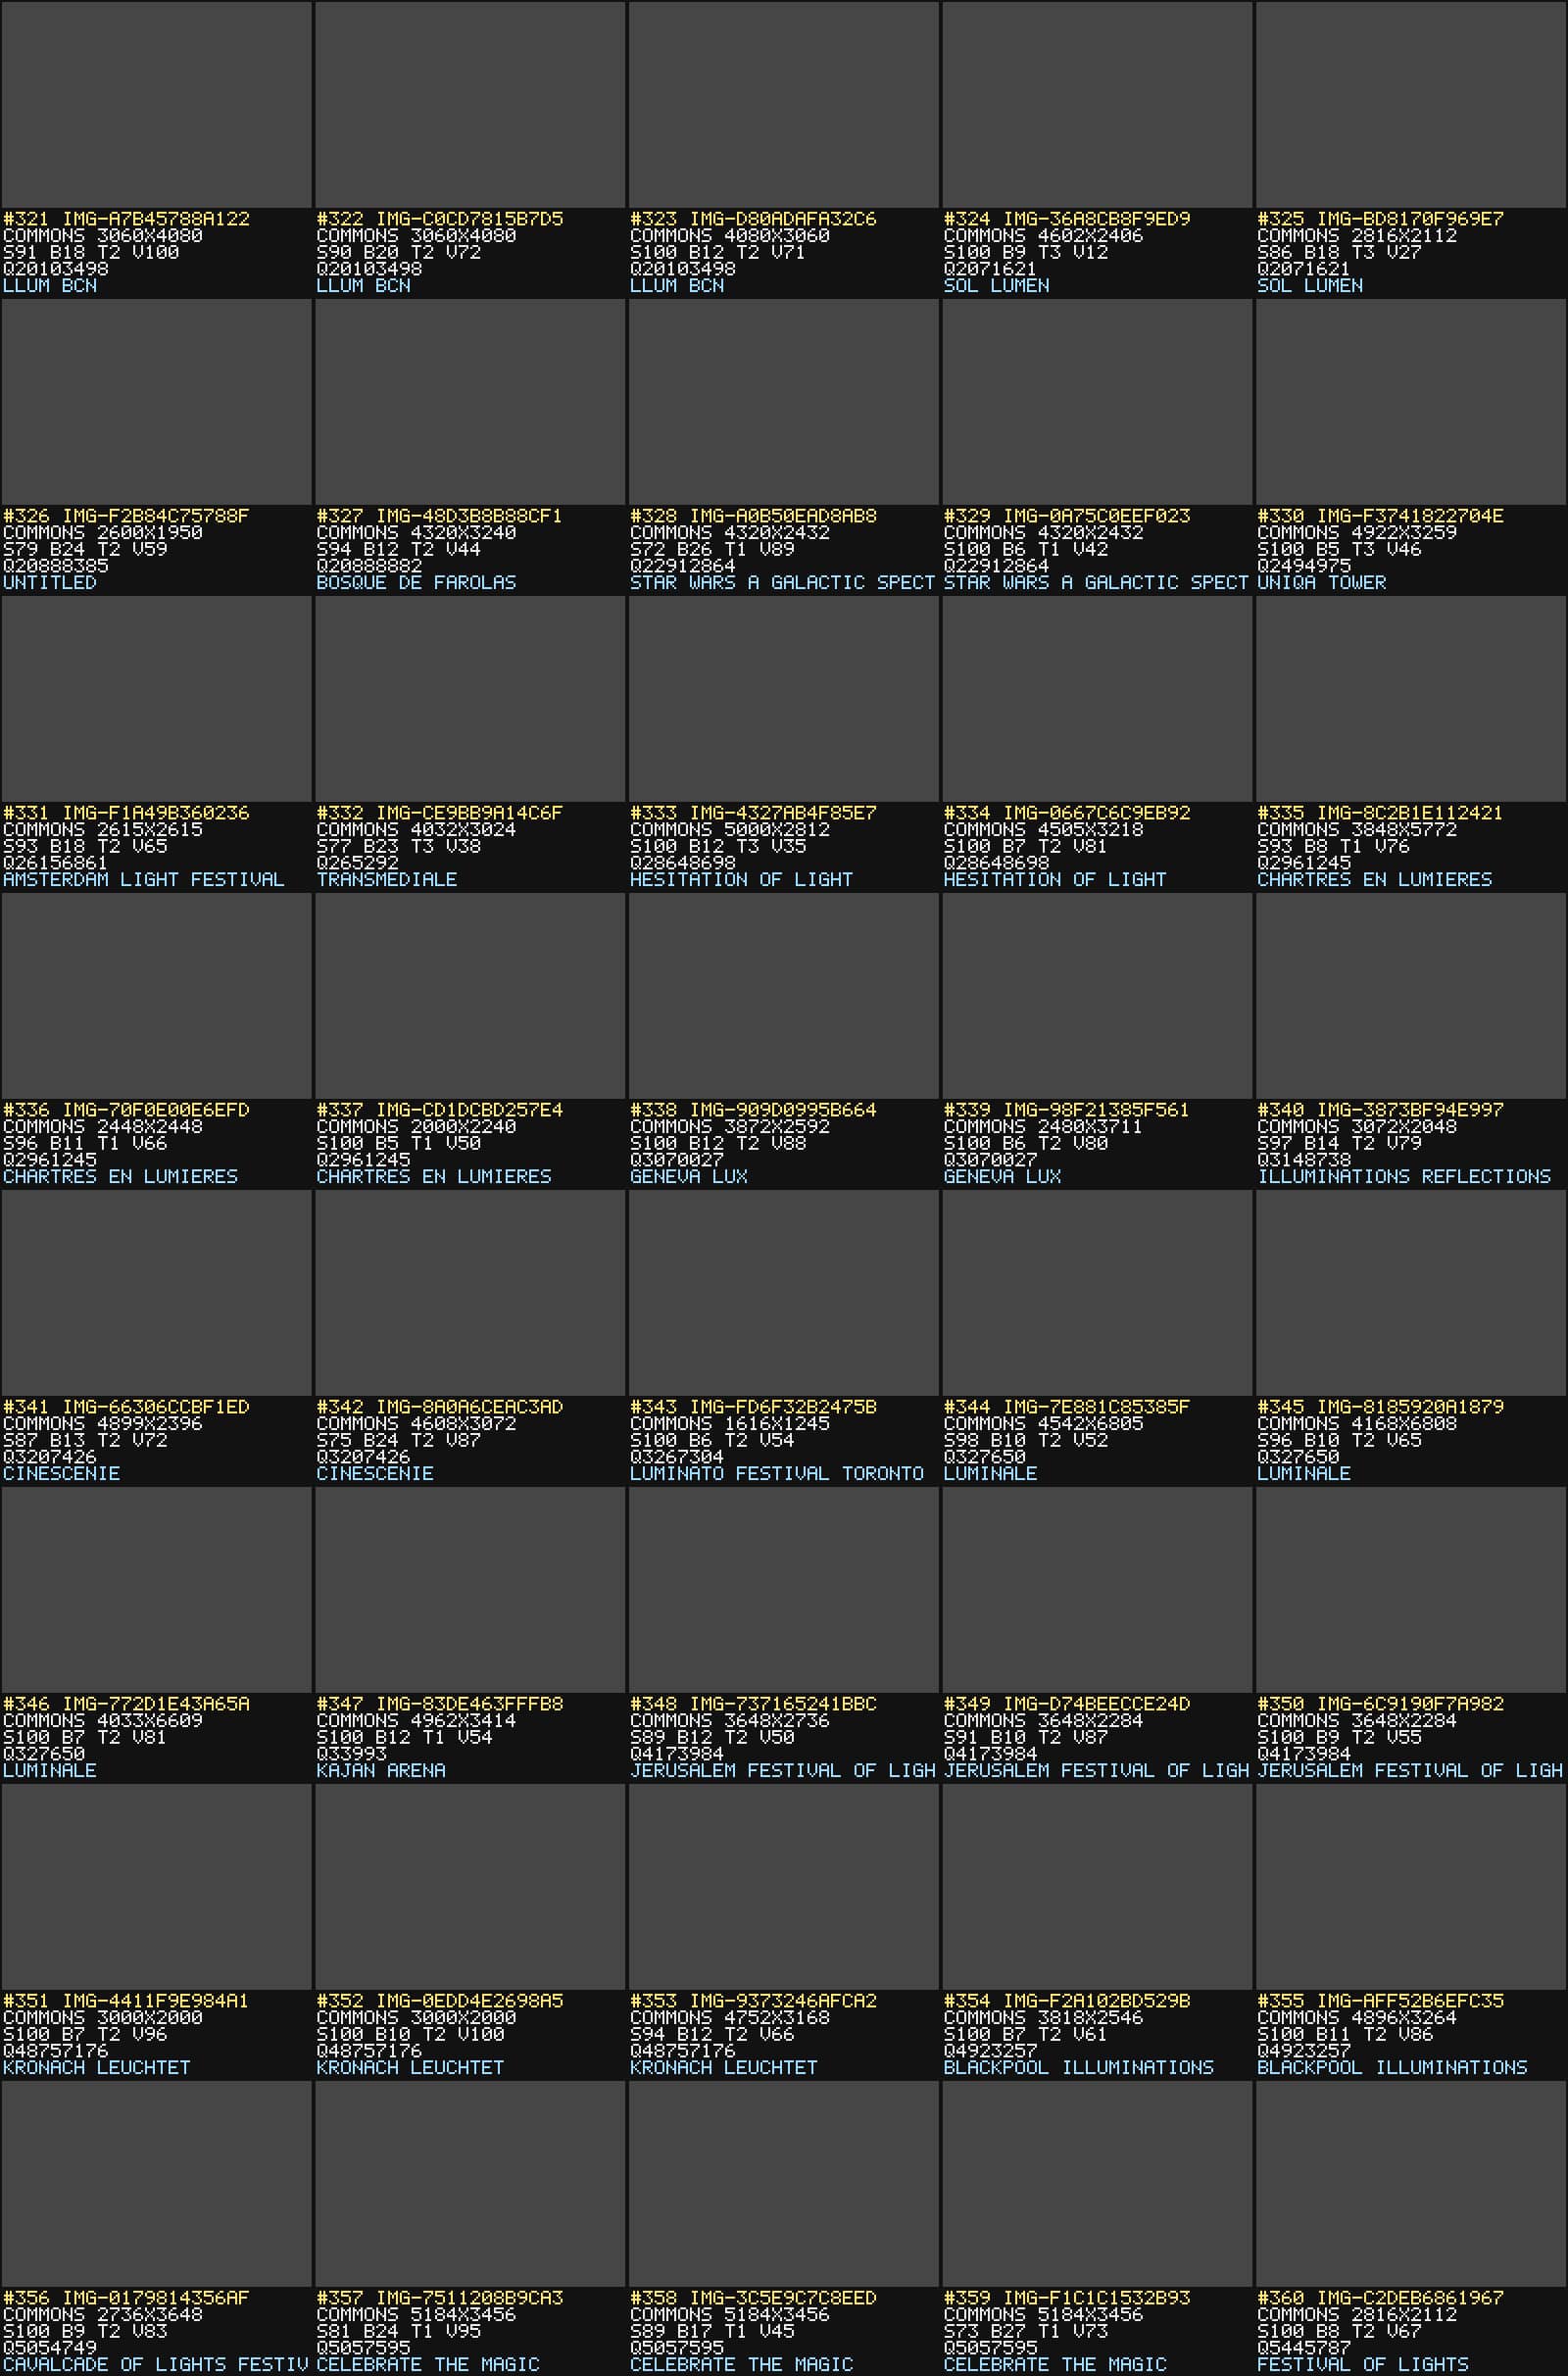 #321 IMG-A7B45788A122
COMMONS 3060X4080
S91 B18 T2 V100
Q20103498
LLUM BCN
#322 IMG-C0CD7815B7D5
COMMONS 3060X4080
S90 B20 T2 V72
Q20103498
LLUM BCN
#323 IMG-D80ADAFA32C6
COMMONS 4080X3060
S100 B12 T2 V71
Q20103498
LLUM BCN
#324 IMG-36A8CB8F9ED9
COMMONS 4602X2406
S100 B9 T3 V12
Q2071621
SOL LUMEN
#325 IMG-BD8170F969E7
COMMONS 2816X2112
S86 B18 T3 V27
Q2071621
SOL LUMEN
#326 IMG-F2B84C75788F
COMMONS 2600X1950
S79 B24 T2 V59
Q20888385
UNTITLED
#327 IMG-48D3B8B88CF1
COMMONS 4320X3240
S94 B12 T2 V44
Q20888882
BOSQUE DE FAROLAS
#328 IMG-A0B50EAD8AB8
COMMONS 4320X2432
S72 B26 T1 V89
Q22912864
STAR WARS A GALACTIC SPECT
#329 IMG-0A75C0EEF023
COMMONS 4320X2432
S100 B6 T1 V42
Q22912864
STAR WARS A GALACTIC SPECT
#330 IMG-F3741822704E
COMMONS 4922X3259
S100 B5 T3 V46
Q2494975
UNIQA TOWER
#331 IMG-F1A49B360236
COMMONS 2615X2615
S93 B18 T2 V65
Q26156861
AMSTERDAM LIGHT FESTIVAL
#332 IMG-CE9BB9A14C6F
COMMONS 4032X3024
S77 B23 T3 V38
Q265292
TRANSMEDIALE
#333 IMG-4327AB4F85E7
COMMONS 5000X2812
S100 B12 T3 V35
Q28648698
HESITATION OF LIGHT
#334 IMG-0667C6C9EB92
COMMONS 4505X3218
S100 B7 T2 V81
Q28648698
HESITATION OF LIGHT
#335 IMG-8C2B1E112421
COMMONS 3848X5772
S93 B8 T1 V76
Q2961245
CHARTRES EN LUMIERES
#336 IMG-70F0E00E6EFD
COMMONS 2448X2448
S96 B11 T1 V66
Q2961245
CHARTRES EN LUMIERES
#337 IMG-CD1DCBD257E4
COMMONS 2000X2240
S100 B5 T1 V50
Q2961245
CHARTRES EN LUMIERES
#338 IMG-909D0995B664
COMMONS 3872X2592
S100 B12 T2 V88
Q3070027
GENEVA LUX
#339 IMG-98F21385F561
COMMONS 2480X3711
S100 B6 T2 V80
Q3070027
GENEVA LUX
#340 IMG-3873BF94E997
COMMONS 3072X2048
S97 B14 T2 V79
Q3148738
ILLUMINATIONS REFLECTIONS
#341 IMG-66306CCBF1ED
COMMONS 4899X2396
S87 B13 T2 V72
Q3207426
CINESCENIE
#342 IMG-8A0A6CEAC3AD
COMMONS 4608X3072
S75 B24 T2 V87
Q3207426
CINESCENIE
#343 IMG-FD6F32B2475B
COMMONS 1616X1245
S100 B6 T2 V54
Q3267304
LUMINATO FESTIVAL TORONTO
#344 IMG-7E881C85385F
COMMONS 4542X6805
S98 B10 T2 V52
Q327650
LUMINALE
#345 IMG-8185920A1879
COMMONS 4168X6808
S96 B10 T2 V65
Q327650
LUMINALE
#346 IMG-772D1E43A65A
COMMONS 4033X6609
S100 B7 T2 V81
Q327650
LUMINALE
#347 IMG-83DE463FFFB8
COMMONS 4962X3414
S100 B12 T1 V54
Q33993
KAJAN ARENA
#348 IMG-737165241BBC
COMMONS 3648X2736
S89 B12 T2 V50
Q4173984
JERUSALEM FESTIVAL OF LIGH
#349 IMG-D74BEECCE24D
COMMONS 3648X2284
S91 B10 T2 V87
Q4173984
JERUSALEM FESTIVAL OF LIGH
#350 IMG-6C9190F7A982
COMMONS 3648X2284
S100 B9 T2 V55
Q4173984
JERUSALEM FESTIVAL OF LIGH
#351 IMG-4411F9E984A1
COMMONS 3000X2000
S100 B7 T2 V96
Q48757176
KRONACH LEUCHTET
#352 IMG-0EDD4E2698A5
COMMONS 3000X2000
S100 B10 T2 V100
Q48757176
KRONACH LEUCHTET
#353 IMG-9373246AFCA2
COMMONS 4752X3168
S94 B12 T2 V66
Q48757176
KRONACH LEUCHTET
#354 IMG-F2A102BD529B
COMMONS 3818X2546
S100 B7 T2 V61
Q4923257
BLACKPOOL ILLUMINATIONS
#355 IMG-AFF52B6EFC35
COMMONS 4896X3264
S100 B11 T2 V86
Q4923257
BLACKPOOL ILLUMINATIONS
#356 IMG-0179814356AF
COMMONS 2736X3648
S100 B9 T2 V83
Q5054749
CAVALCADE OF LIGHTS FESTIV
#357 IMG-7511208B9CA3
COMMONS 5184X3456
S81 B24 T1 V95
Q5057595
CELEBRATE THE MAGIC
#358 IMG-3C5E9C7C8EED
COMMONS 5184X3456
S89 B17 T1 V45
Q5057595
CELEBRATE THE MAGIC
#359 IMG-F1C1C1532B93
COMMONS 5184X3456
S73 B27 T1 V73
Q5057595
CELEBRATE THE MAGIC
#360 IMG-C2DEB6861967
COMMONS 2816X2112
S100 B8 T2 V67
Q5445787
FESTIVAL OF LIGHTS